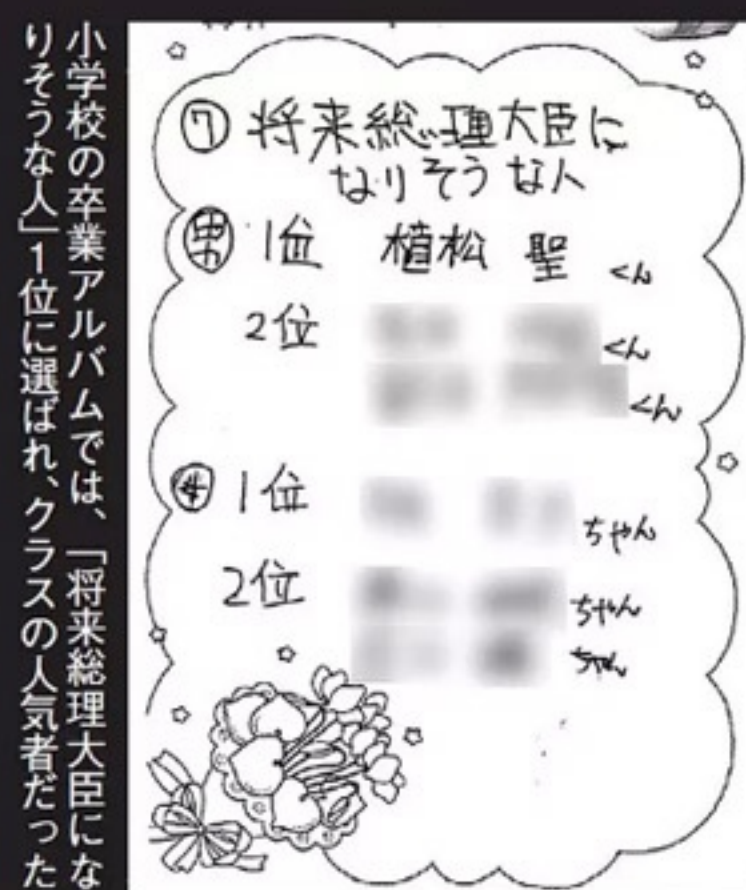 小学校の卒業アルバムでは、「将来総理大臣にな
りそうな人」1位に選ばれ、クラスの人気者だった
⑦ 将来総理大臣に
なりそうな人
男 1位 植松 聖 くん
2位 くん
くん
女 1位 ちゃん
2位 ちゃん
ちゃん